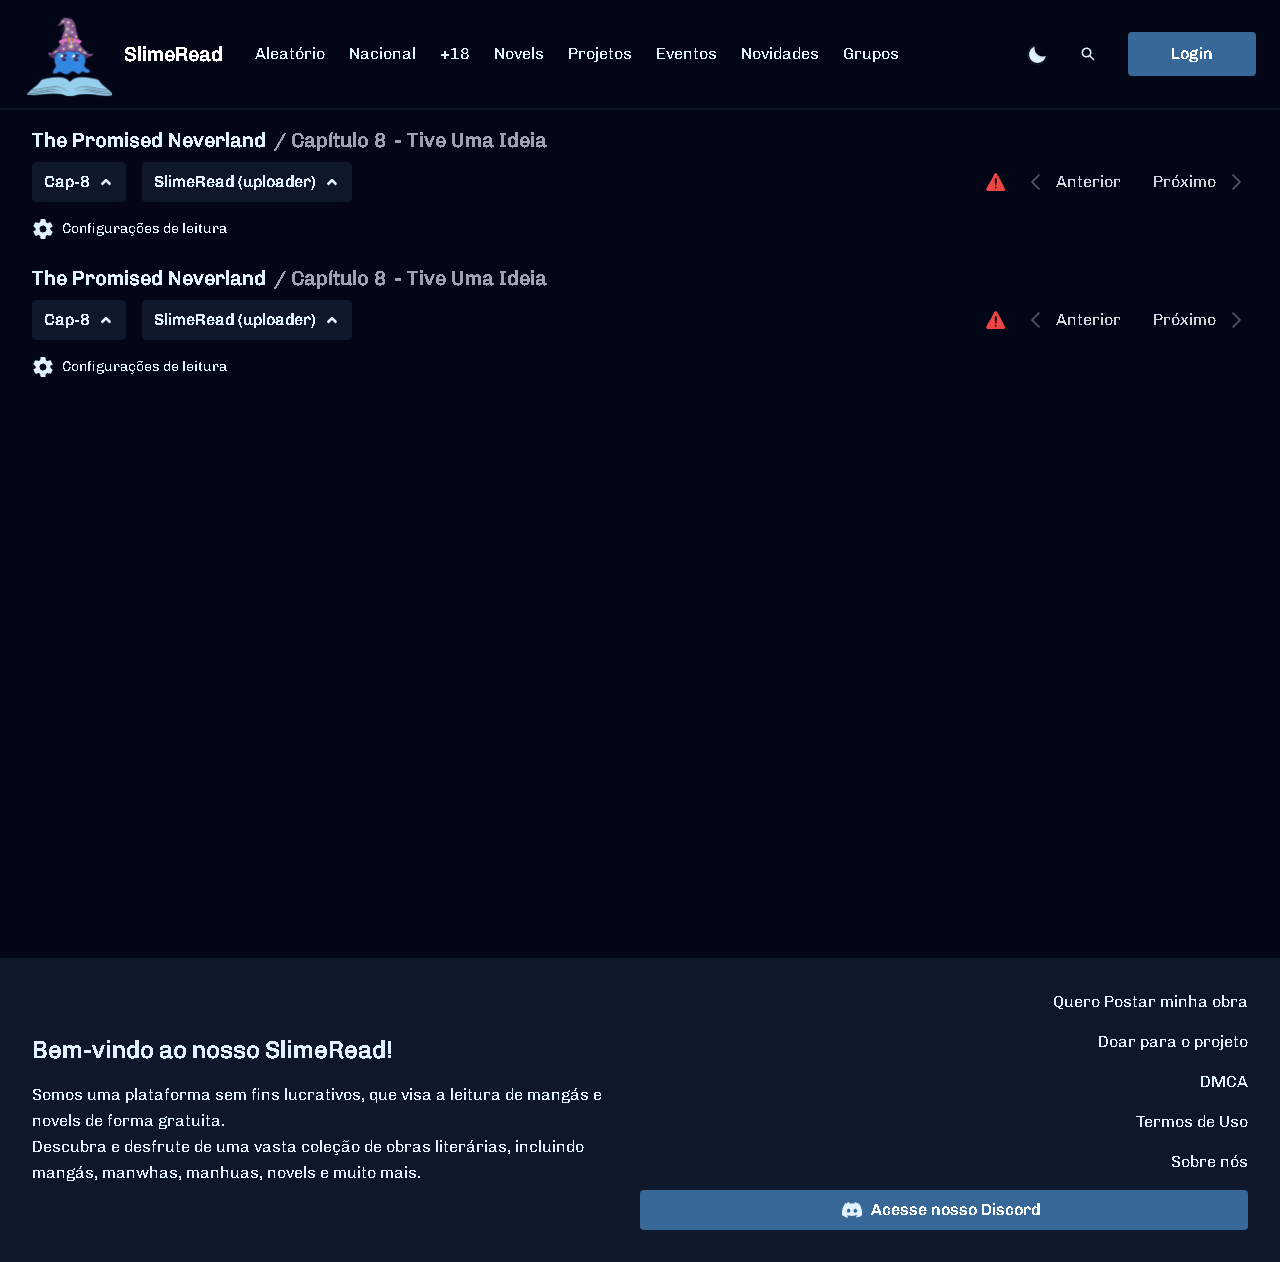 SlimeRead Aleatório Nacional +18 Novels Projetos Eventos Novidades Grupos Login
The Promised Neverland / Capítulo 8 - Tive Uma Ideia
Cap-8 SlimeRead (uploader) Anterior Próximo
Configurações de leitura
The Promised Neverland / Capítulo 8 - Tive Uma Ideia
Cap-8 SlimeRead (uploader) Anterior Próximo
Configurações de leitura
Bem-vindo ao nosso SlimeRead!
Somos uma plataforma sem fins lucrativos, que visa a leitura de mangás e
novels de forma gratuita.
Descubra e desfrute de uma vasta coleção de obras literárias, incluindo
mangás, manwhas, manhuas, novels e muito mais.
Quero Postar minha obra
Doar para o projeto
DMCA
Termos de Uso
Sobre nós
Acesse nosso Discord